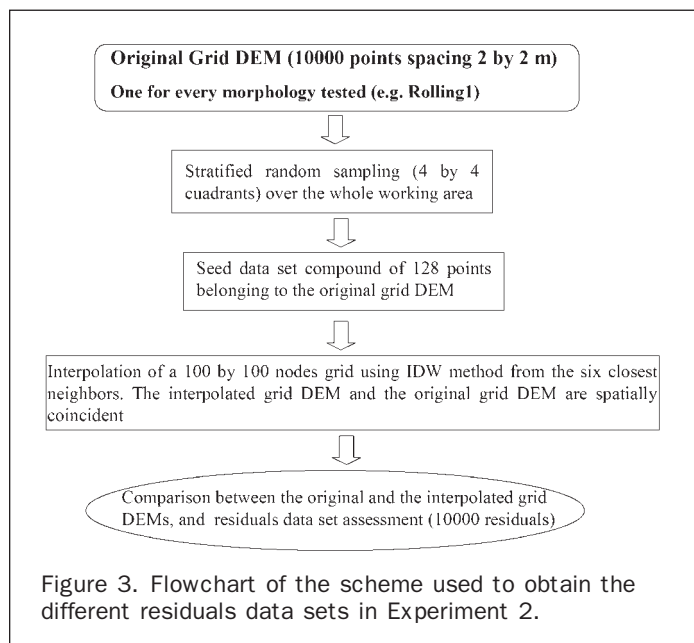 Original Grid DEM (10000 points spacing 2 by 2 m)
One for every morphology tested (e.g. Rolling1)
Stratified random sampling (4 by 4
cuadrants) over the whole working area
Seed data set compound of 128 points
belonging to the original grid DEM
Interpolation of a 100 by 100 nodes grid using IDW method from the six closest
neighbors. The interpolated grid DEM and the original grid DEM are spatially
coincident
Comparison between the original and the interpolated grid
DEMs, and residuals data set assessment (10000 residuals)
Figure 3. Flowchart of the scheme used to obtain the
different residuals data sets in Experiment 2.